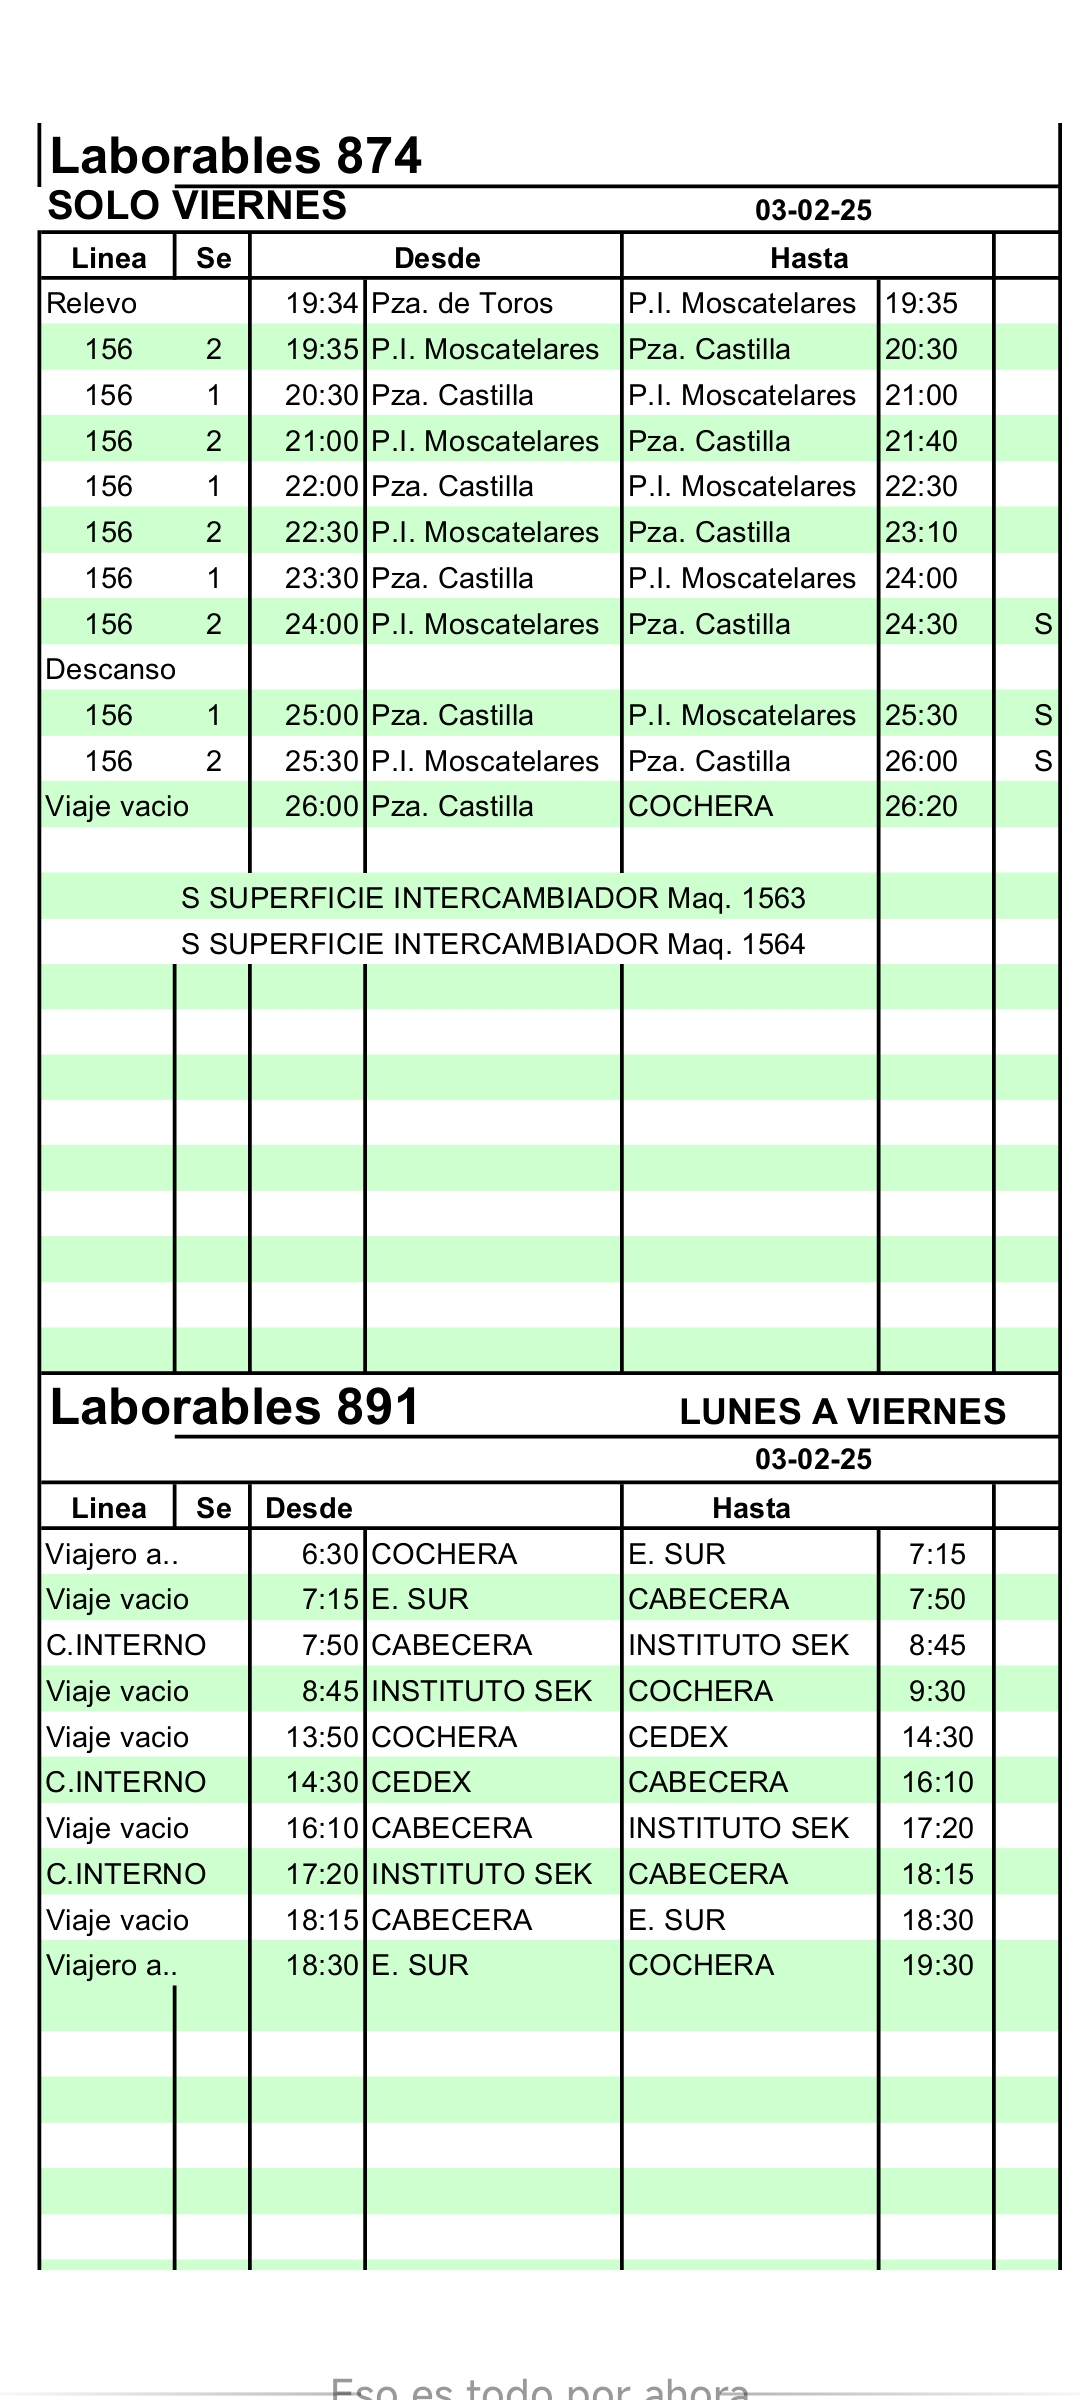 Laborables 874
SOLO VIERNES 03-02-25
Linea Se Desde Hasta
Relevo 19:34 Pza. de Toros P.I. Moscatelares 19:35
156 2 19:35 P.I. Moscatelares Pza. Castilla 20:30
156 1 20:30 Pza. Castilla P.I. Moscatelares 21:00
156 2 21:00 P.I. Moscatelares Pza. Castilla 21:40
156 1 22:00 Pza. Castilla P.I. Moscatelares 22:30
156 2 22:30 P.I. Moscatelares Pza. Castilla 23:10
156 1 23:30 Pza. Castilla P.I. Moscatelares 24:00
156 2 24:00 P.I. Moscatelares Pza. Castilla 24:30 S
Descanso
156 1 25:00 Pza. Castilla P.I. Moscatelares 25:30 S
156 2 25:30 P.I. Moscatelares Pza. Castilla 26:00 S
Viaje vacio 26:00 Pza. Castilla COCHERA 26:20
S SUPERFICIE INTERCAMBIADOR Maq. 1563
S SUPERFICIE INTERCAMBIADOR Maq. 1564
Laborables 891 LUNES A VIERNES
03-02-25
Linea Se Desde Hasta
Viajero a.. 6:30 COCHERA E. SUR 7:15
Viaje vacio 7:15 E. SUR CABECERA 7:50
C.INTERNO 7:50 CABECERA INSTITUTO SEK 8:45
Viaje vacio 8:45 INSTITUTO SEK COCHERA 9:30
Viaje vacio 13:50 COCHERA CEDEX 14:30
C.INTERNO 14:30 CEDEX CABECERA 16:10
Viaje vacio 16:10 CABECERA INSTITUTO SEK 17:20
C.INTERNO 17:20 INSTITUTO SEK CABECERA 18:15
Viaje vacio 18:15 CABECERA E. SUR 18:30
Viajero a.. 18:30 E. SUR COCHERA 19:30
Eso es todo por ahora